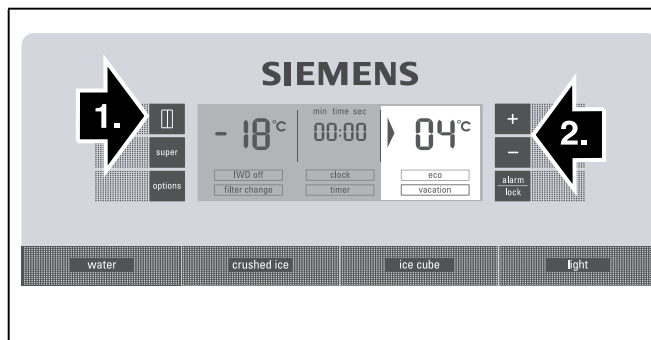 SIEMENS
1.
super
options
- 18°C
min time sec
00:00
04°C
IWD off
clock
eco
filter change
timer
vacation
+
−
2.
alarm
lock
water
crushed ice
ice cube
light